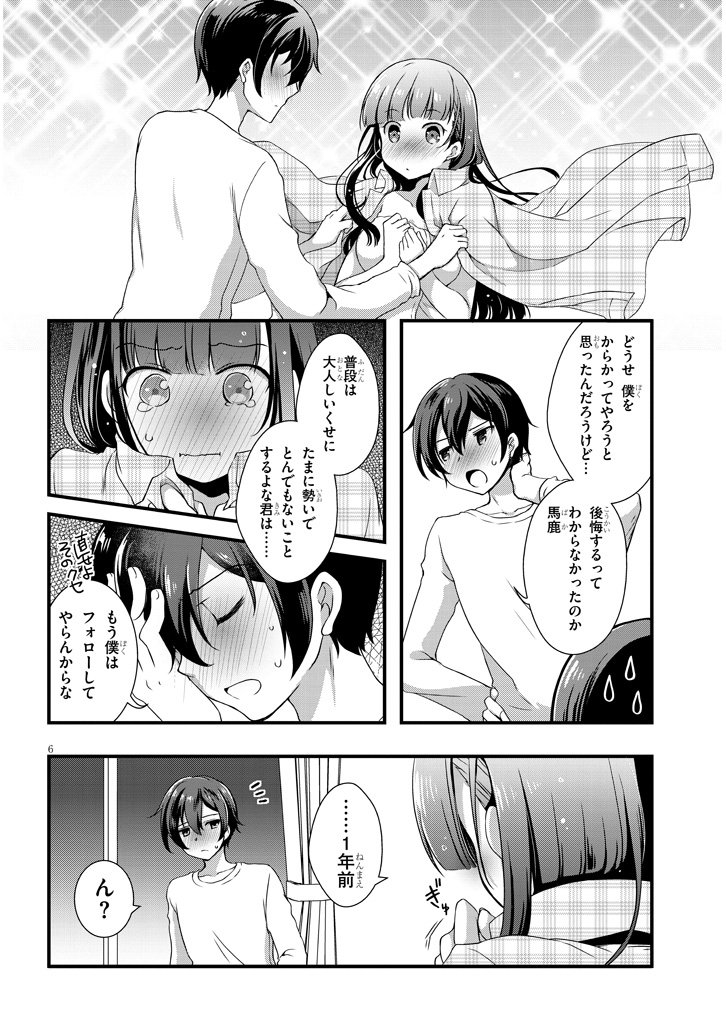 どうせ 僕を
からかってやろうと
思ったんだろうけど…
後悔するって
わからなかったのか
馬鹿
普段は
大人しいくせに
たまに勢いで
とんでもないこと
するよな君は……
直せよ
そのクセ
もう僕は
フォローして
やらんからな
6
ぎゅ
……1年前
ん?